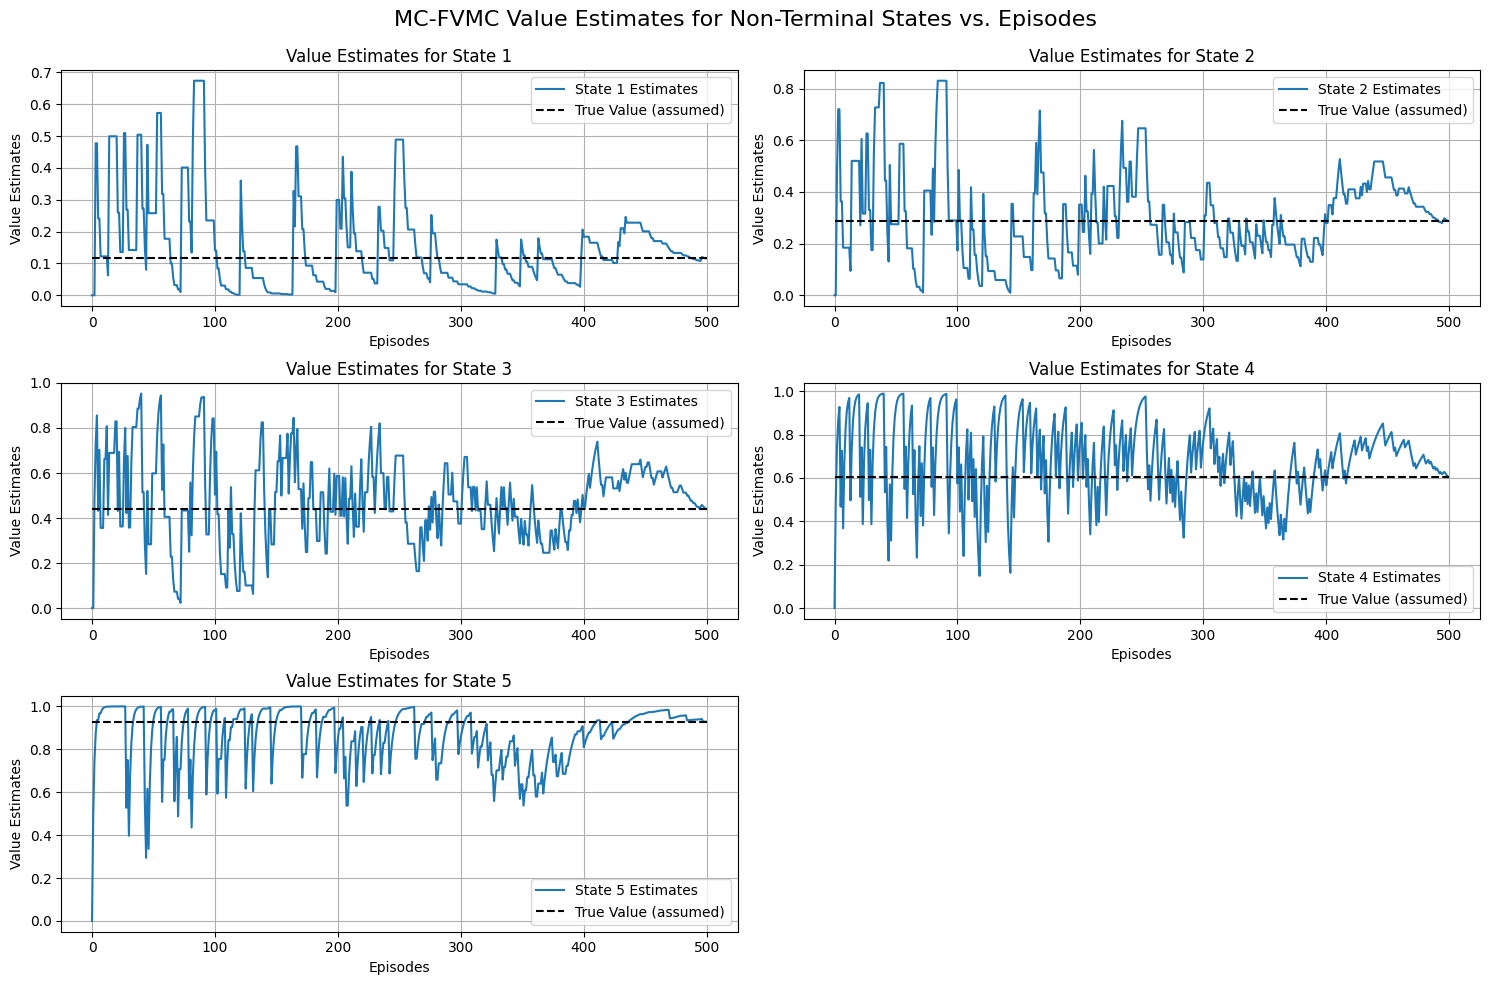 MC-FVMC Value Estimates for Non-Terminal States vs. Episodes
Value Estimates for State 1
Value Estimates
0.7
0.6
0.5
0.4
0.3
0.2
0.1
0.0
State 1 Estimates
True Value (assumed)
0 100 200 300 400 500
Episodes
Value Estimates for State 2
Value Estimates
0.8
0.6
0.4
0.2
0.0
State 2 Estimates
True Value (assumed)
0 100 200 300 400 500
Episodes
Value Estimates for State 3
Value Estimates
1.0
0.8
0.6
0.4
0.2
0.0
State 3 Estimates
True Value (assumed)
0 100 200 300 400 500
Episodes
Value Estimates for State 4
Value Estimates
1.0
0.8
0.6
0.4
0.2
0.0
State 4 Estimates
True Value (assumed)
0 100 200 300 400 500
Episodes
Value Estimates for State 5
Value Estimates
1.0
0.8
0.6
0.4
0.2
0.0
State 5 Estimates
True Value (assumed)
0 100 200 300 400 500
Episodes